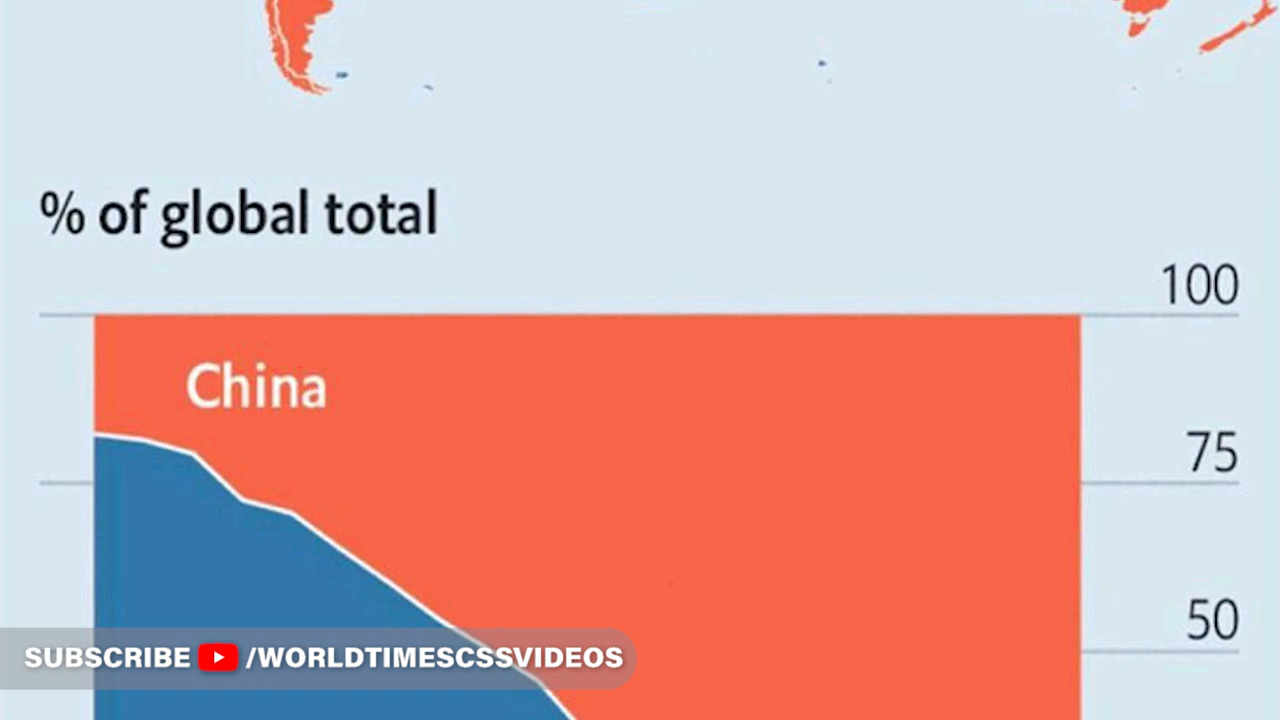 % of global total
100
China
75
50
SUBSCRIBE /WORLDTIMESCSSVIDEOS